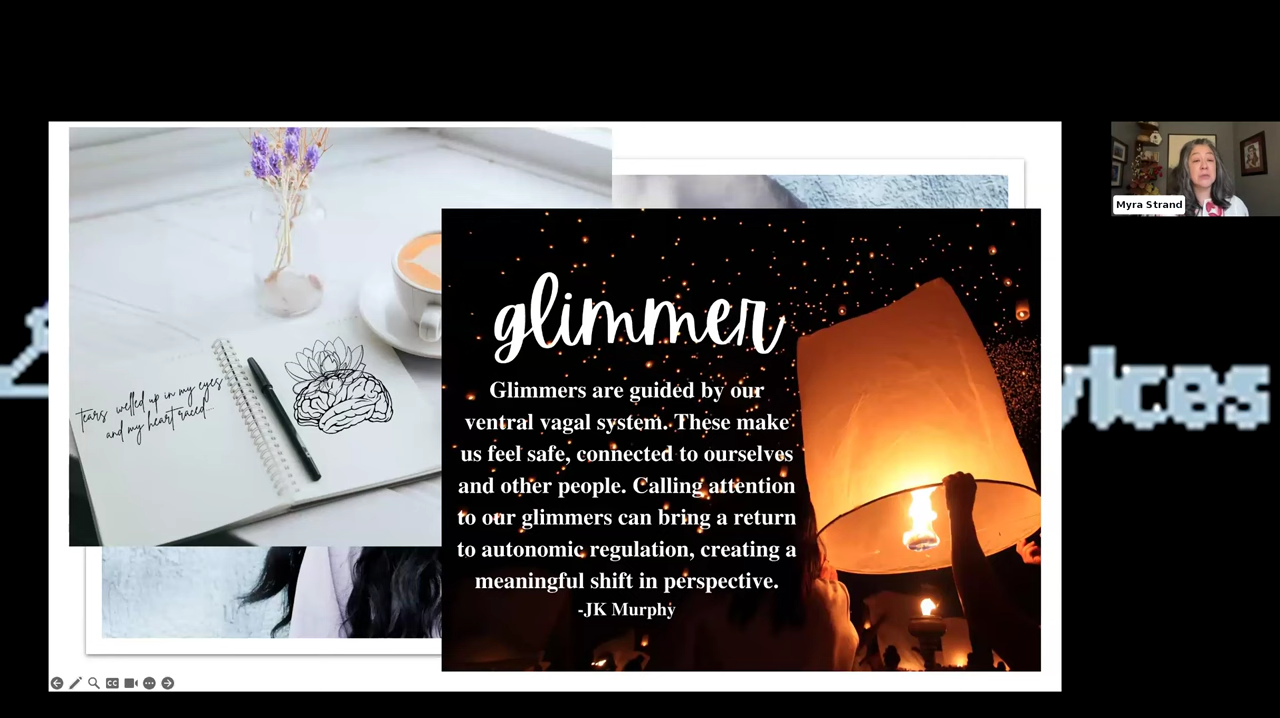 tears welled up in my eyes
and my heart raced...
glimmer
Glimmers are guided by our
ventral vagal system. These make
us feel safe, connected to ourselves
and other people. Calling attention
to our glimmers can bring a return
to autonomic regulation, creating a
meaningful shift in perspective.
-JK Murphy
Myra Strand
vices
CC